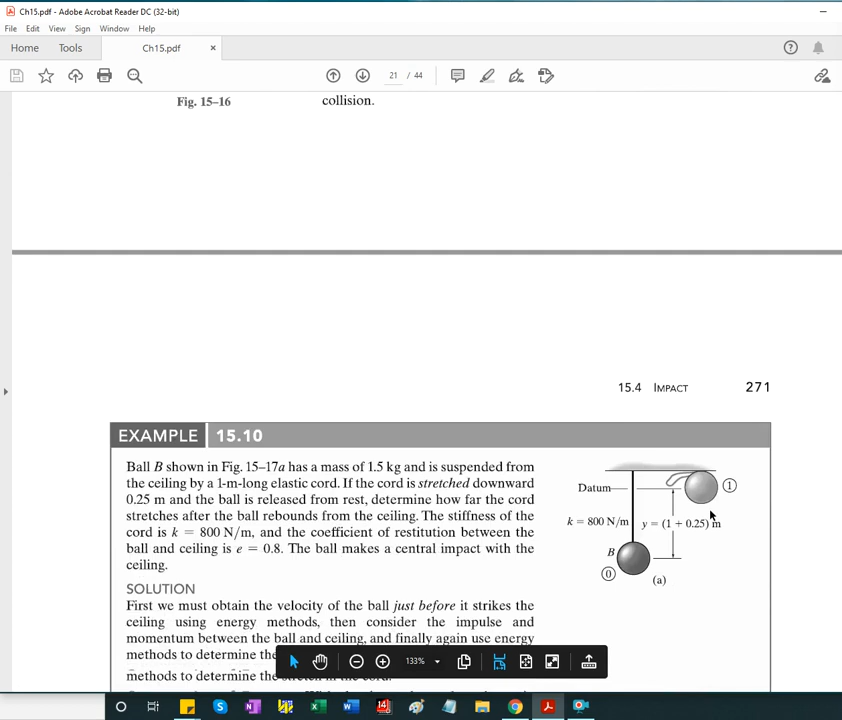 Ch15.pdf - Adobe Acrobat Reader DC (32-bit)
File Edit View Sign Window Help
Home Tools Ch15.pdf ×
21 / 44
Fig. 15–16
collision.
15.4 IMPACT 271
EXAMPLE 15.10
Ball B shown in Fig. 15–17a has a mass of 1.5 kg and is suspended from
the ceiling by a 1-m-long elastic cord. If the cord is stretched downward
0.25 m and the ball is released from rest, determine how far the cord
stretches after the ball rebounds from the ceiling. The stiffness of the
cord is k = 800 N/m, and the coefficient of restitution between the
ball and ceiling is e = 0.8. The ball makes a central impact with the
ceiling.
Datum
1
k = 800 N/m
y = (1 + 0.25) m
B
0
(a)
SOLUTION
First we must obtain the velocity of the ball just before it strikes the
ceiling using energy methods, then consider the impulse and
momentum between the ball and ceiling, and finally again use energy
methods to determine the
methods to determine the stretch in the cord.
133%
14